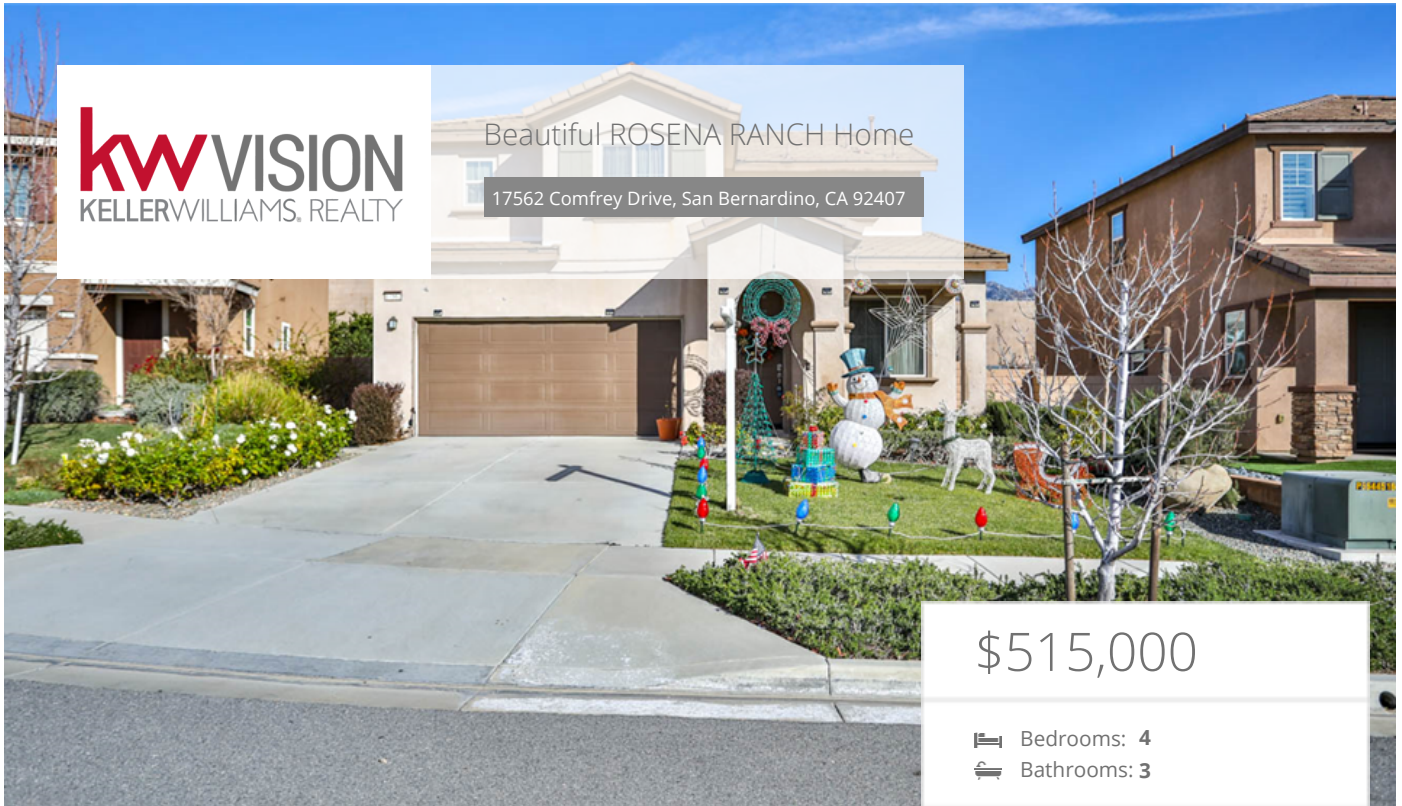 kw VISION
KELLERWILLIAMS. REALTY
Beautiful ROSENA RANCH Home
17562 Comfrey Drive, San Bernardino, CA 92407
$515,000
Bedrooms: 4
Bathrooms: 3